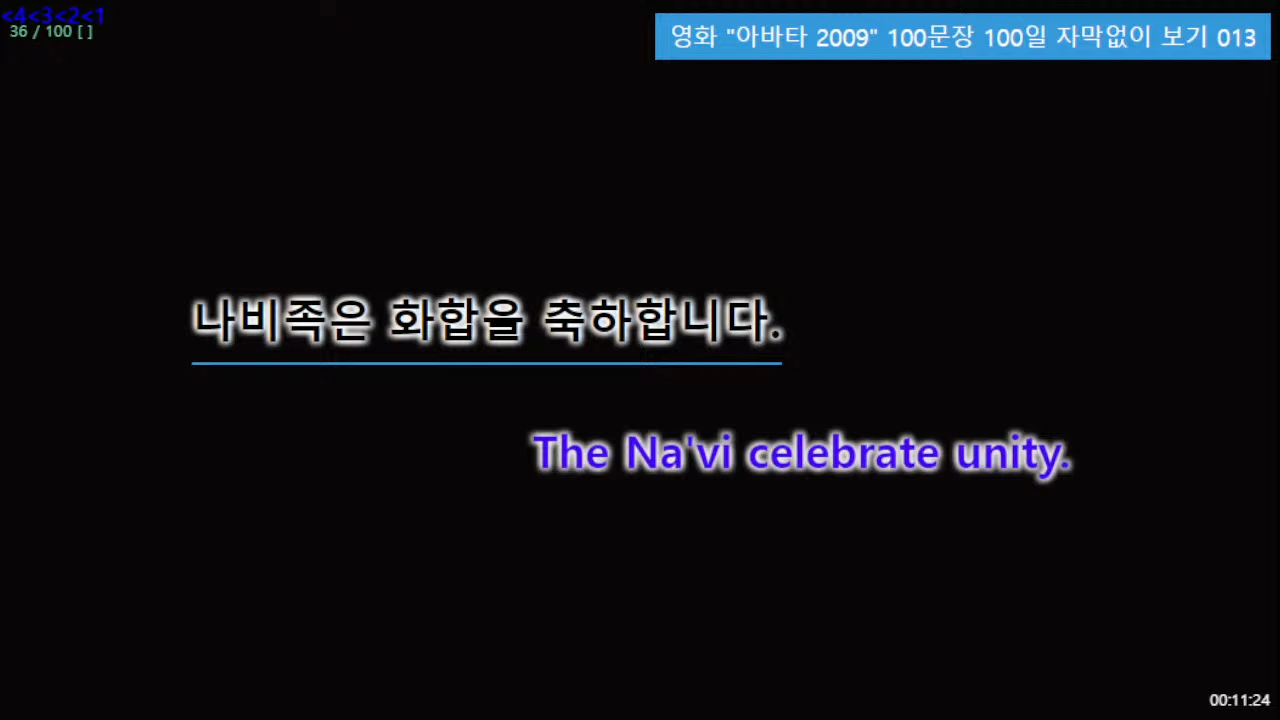 <4<3<2<1
36 / 100 [ ]
영화 "아바타 2009" 100문장 100일 자막없이 보기 013
나비족은 화합을 축하합니다.
The Na'vi celebrate unity.
00:11:24